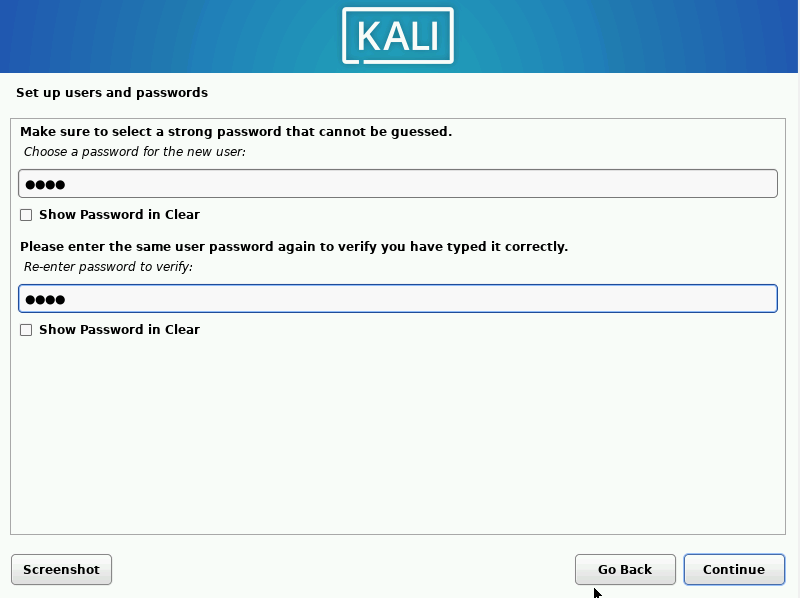 KALI
Set up users and passwords
Make sure to select a strong password that cannot be guessed.
Choose a password for the new user:
●●●●
Show Password in Clear
Please enter the same user password again to verify you have typed it correctly.
Re-enter password to verify:
●●●●
Show Password in Clear
Screenshot
Go Back
Continue